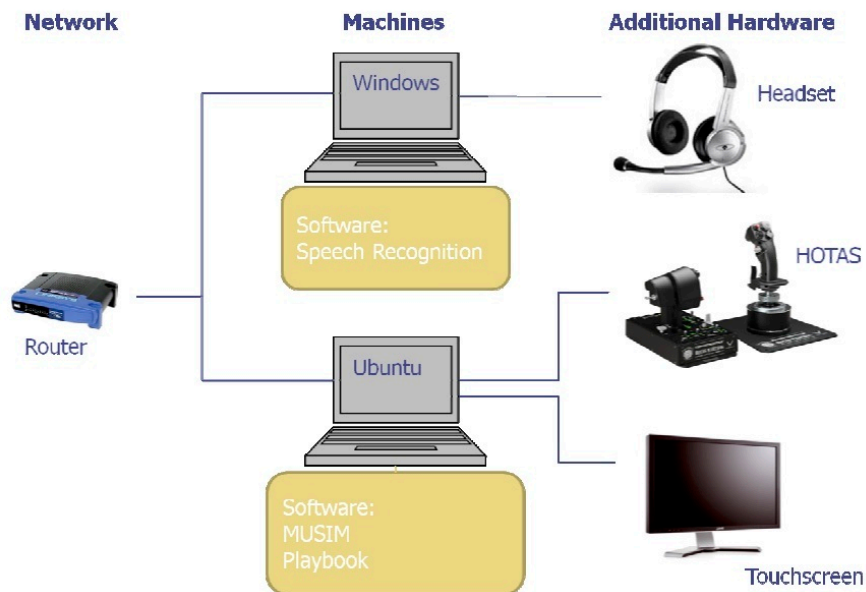 Network
Machines
Additional Hardware
Windows
Headset
Software:
Speech Recognition
HOTAS
Router
Ubuntu
Software:
MUSIM
Playbook
Touchscreen